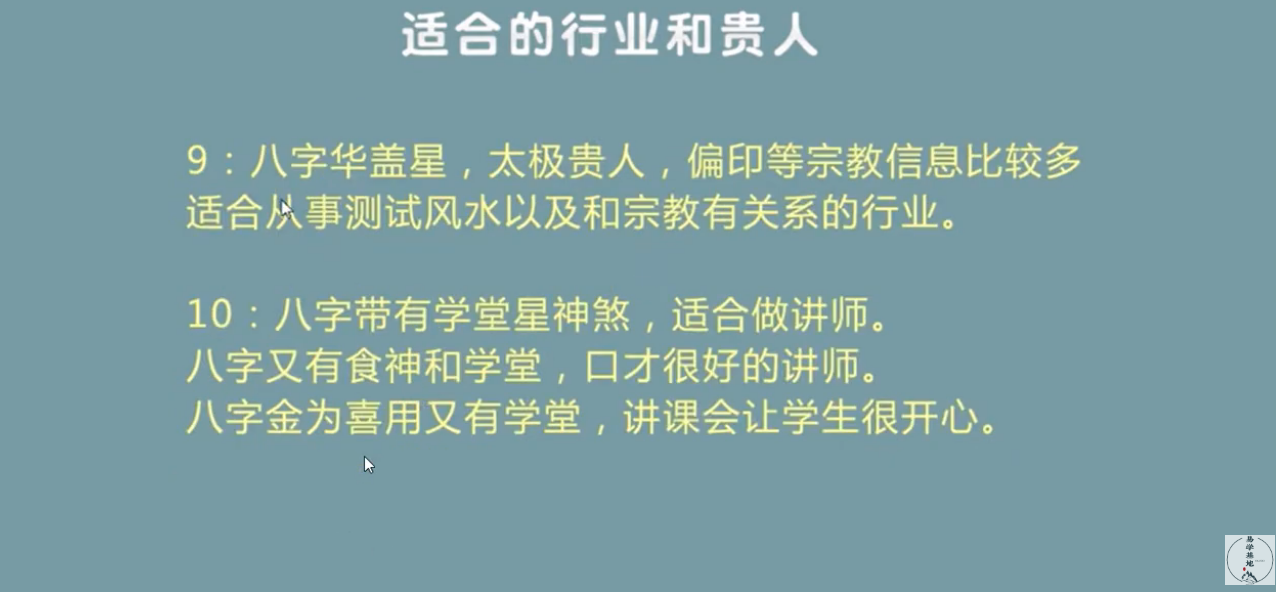 适合的行业和贵人
9：八字华盖星，太极贵人，偏印等宗教信息比较多
适合从事测试风水以及和宗教有关系的行业。
10：八字带有学堂星神煞，适合做讲师。
八字又有食神和学堂，口才很好的讲师。
八字金为喜用又有学堂，讲课会让学生很开心。
易学基地